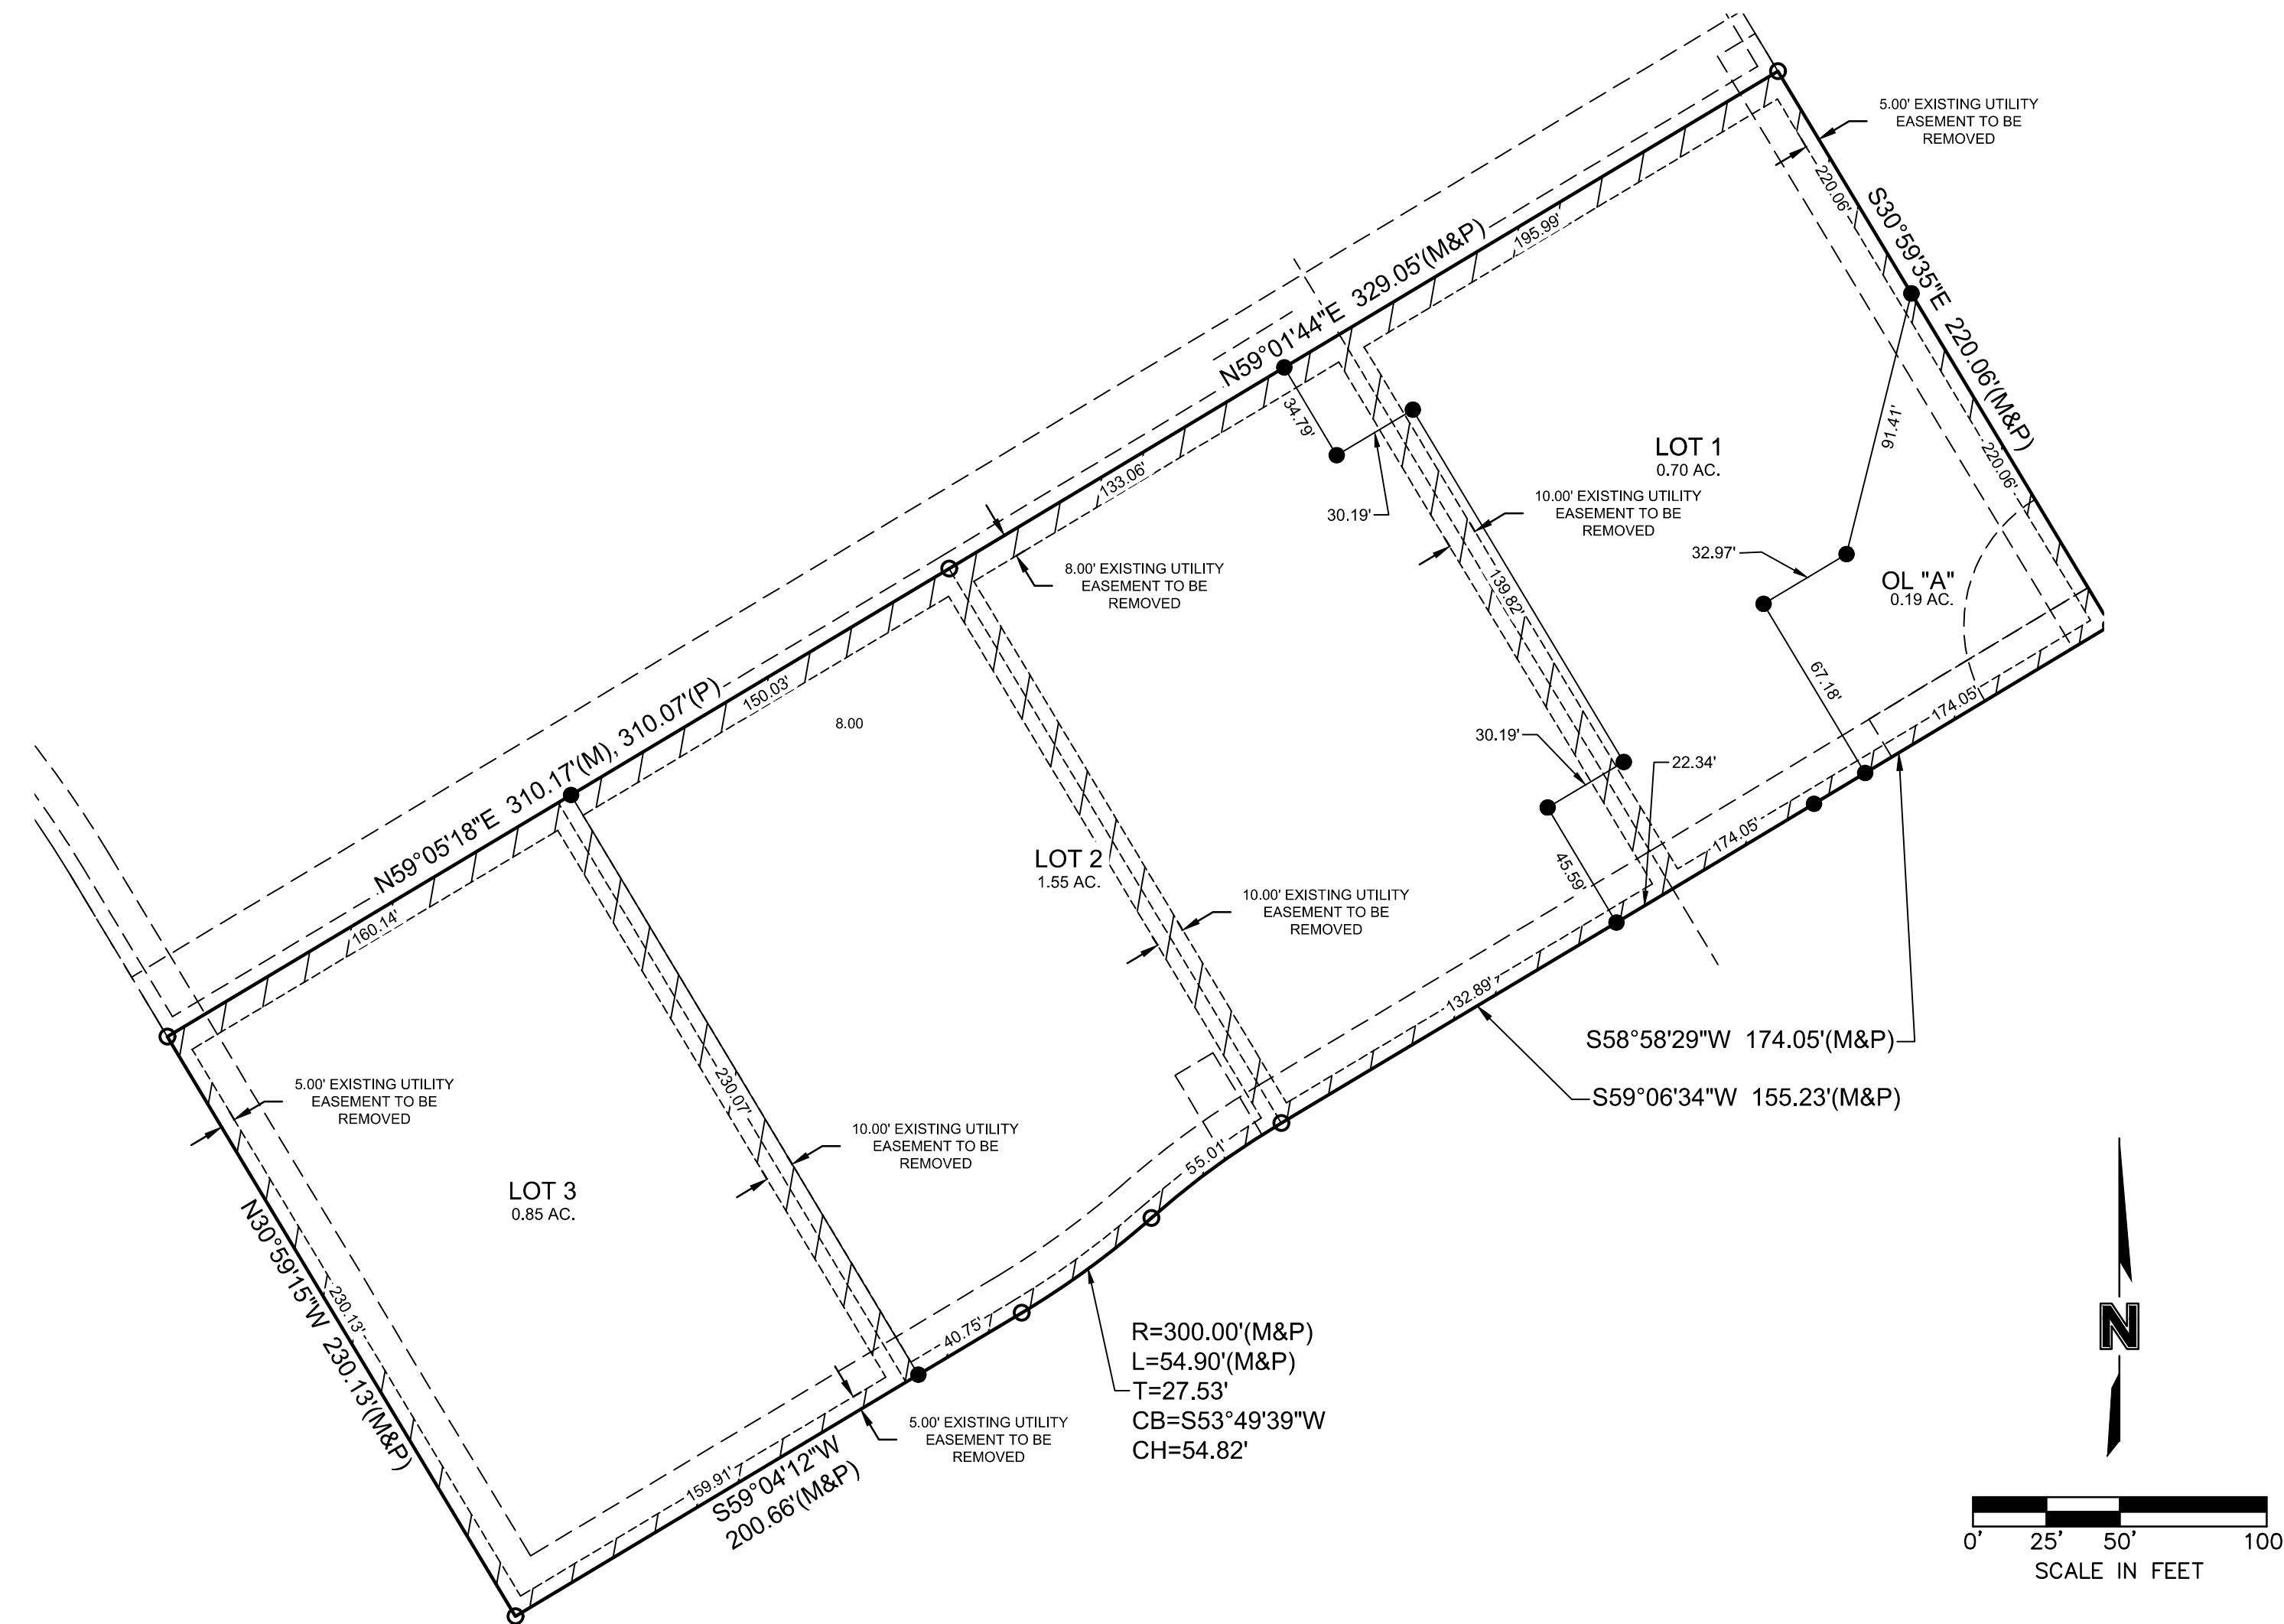 5.00' EXISTING UTILITY
EASEMENT TO BE
REMOVED
220.06'
S30°59'35"E 220.06'(M&P)
195.99'
N59°01'44"E 329.05'(M&P)
34.79'
30.19'
133.06'
LOT 1
0.70 AC.
91.41'
220.06'
10.00' EXISTING UTILITY
EASEMENT TO BE
REMOVED
32.97'
OL "A"
0.19 AC.
8.00' EXISTING UTILITY
EASEMENT TO BE
REMOVED
139.82'
67.18'
174.05'
N59°05'18"E 310.17'(M), 310.07'(P)
150.03'
8.00
30.19'
22.34'
174.05'
LOT 2
1.55 AC.
45.59'
10.00' EXISTING UTILITY
EASEMENT TO BE
REMOVED
160.14'
132.89'
S58°58'29"W 174.05'(M&P)
S59°06'34"W 155.23'(M&P)
5.00' EXISTING UTILITY
EASEMENT TO BE
REMOVED
230.07'
10.00' EXISTING UTILITY
EASEMENT TO BE
REMOVED
55.01'
LOT 3
0.85 AC.
N30°59'15"W 230.13'(M&P)
230.13'
40.75'
R=300.00'(M&P)
L=54.90'(M&P)
T=27.53'
CB=S53°49'39"W
CH=54.82'
5.00' EXISTING UTILITY
EASEMENT TO BE
REMOVED
159.91'
S59°04'12"W
200.66'(M&P)
N
0' 25' 50' 100
SCALE IN FEET